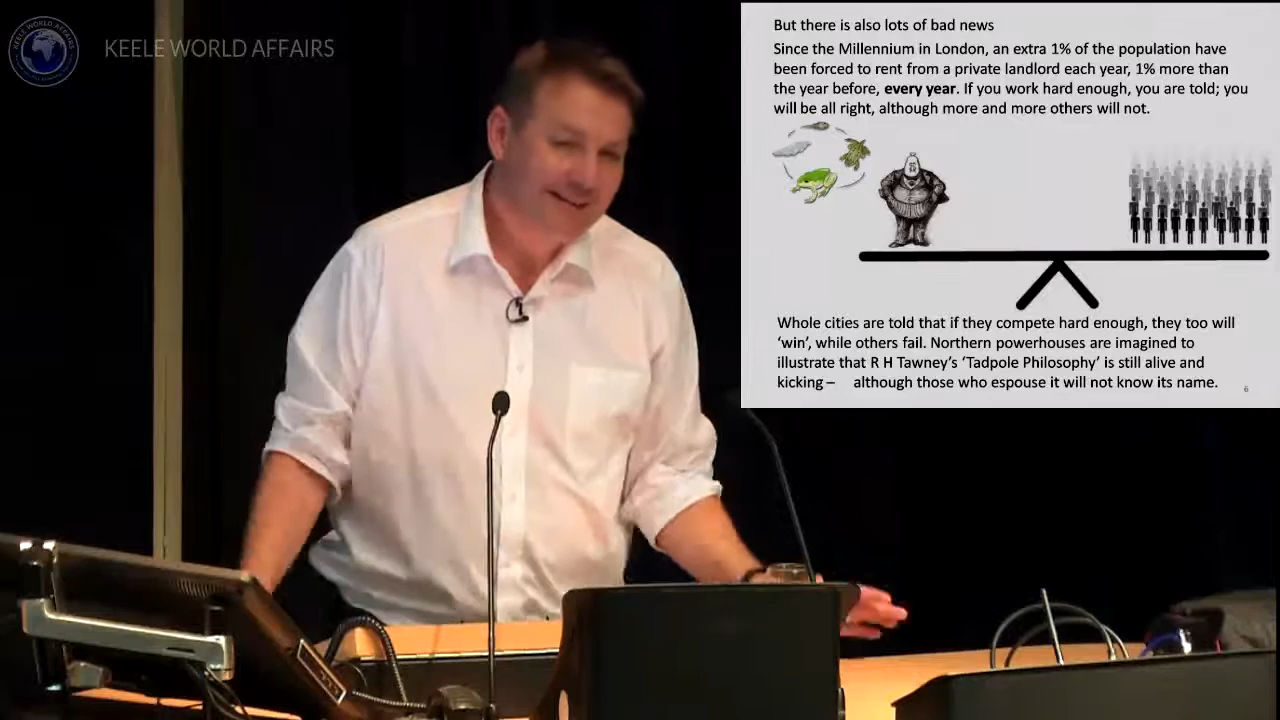 KEELE WORLD AFFAIRS
KEELE WORLD AFFAIRS
But there is also lots of bad news
Since the Millennium in London, an extra 1% of the population have
been forced to rent from a private landlord each year, 1% more than
the year before, every year. If you work hard enough, you are told; you
will be all right, although more and more others will not.
Whole cities are told that if they compete hard enough, they too will
‘win’, while others fail. Northern powerhouses are imagined to
illustrate that R H Tawney’s ‘Tadpole Philosophy’ is still alive and
kicking – although those who espouse it will not know its name.
6